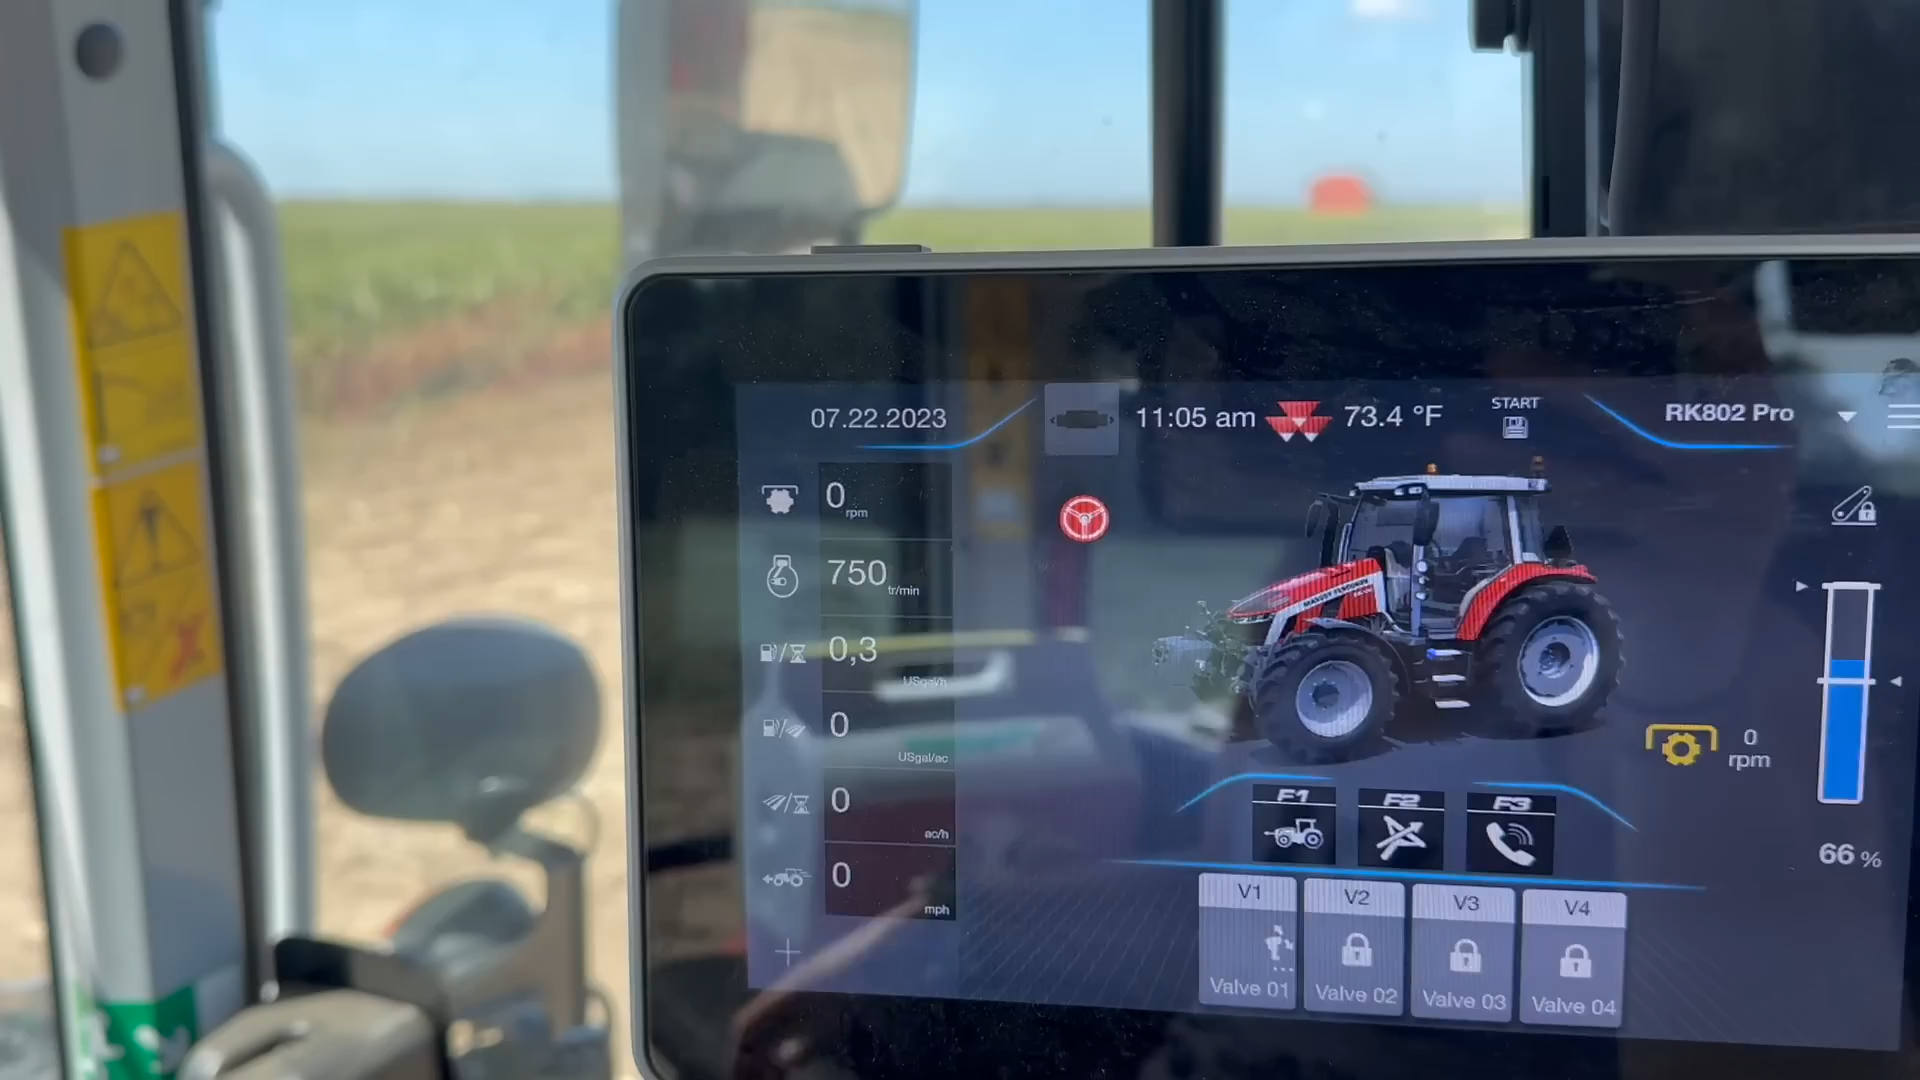 07.22.2023
11:05 am
73.4 °F
START
RK802 Pro
0
rpm
750
tr/min
0,3
USgal/h
0
USgal/ac
0
ac/h
0
mph
MASSEY FERGUSON
0
rpm
66 %
F1
F2
F3
V1
V2
V3
V4
Valve 01
Valve 02
Valve 03
Valve 04